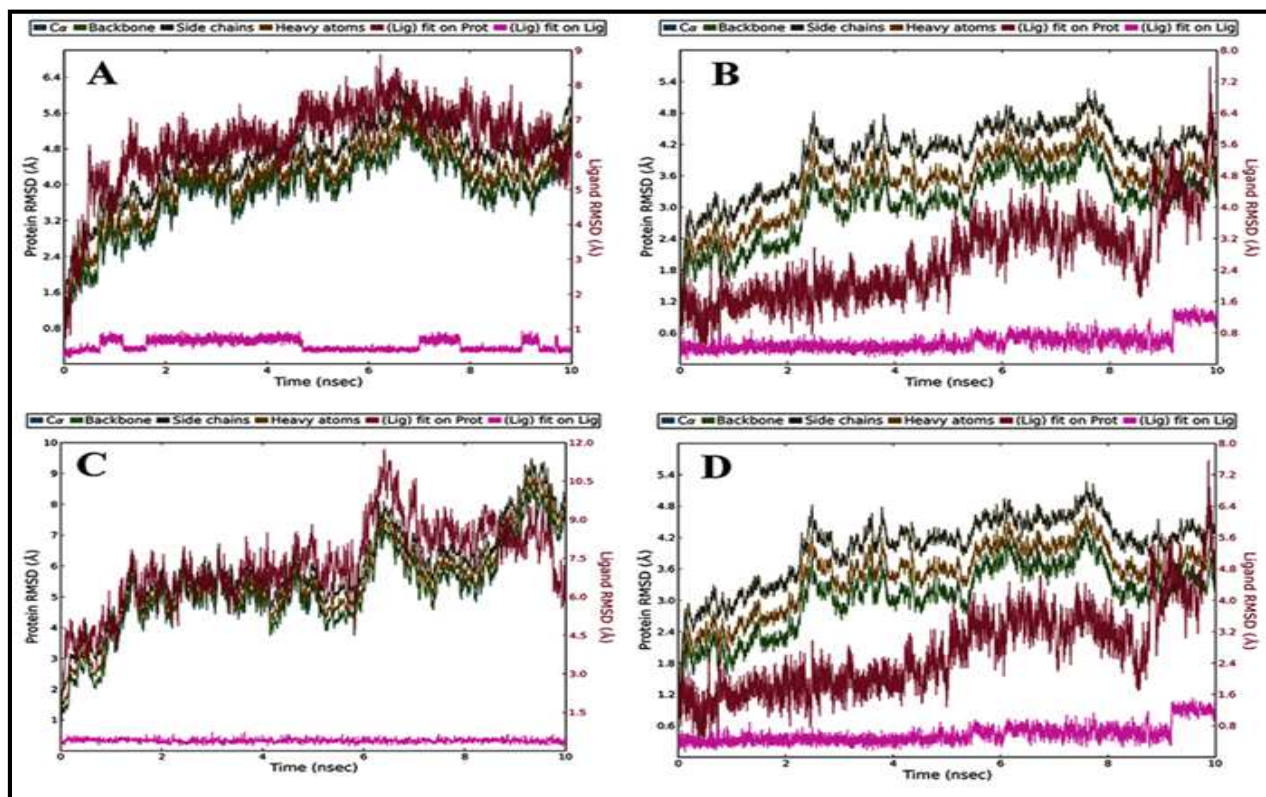 Cα Backbone Side chains Heavy atoms (Lig) fit on Prot (Lig) fit on Lig
A
Protein RMSD (Å)
6.4
5.6
4.8
4.0
3.2
2.4
1.6
0.8
9
8
7
6
5
4
3
2
1
Ligand RMSD (Å)
0 2 4 6 8 10
Time (nsec)
Cα Backbone Side chains Heavy atoms (Lig) fit on Prot (Lig) fit on Lig
B
Protein RMSD (Å)
5.4
4.8
4.2
3.6
2.4
1.8
1.2
0.6
8.0
7.2
6.4
5.6
4.8
4.0
3.2
2.4
1.6
0.8
Ligand RMSD (Å)
0 2 4 6 8 10
Time (nsec)
Cα Backbone Side chains Heavy atoms (Lig) fit on Prot (Lig) fit on Lig
C
Protein RMSD (Å)
10
9
8
7
6
5
4
3
2
1
12.0
10.5
9.0
7.5
6.0
4.5
3.0
1.5
Ligand RMSD (Å)
0 2 4 6 8 10
Time (nsec)
Cα Backbone Side chains Heavy atoms (Lig) fit on Prot (Lig) fit on Lig
D
Protein RMSD (Å)
5.4
4.8
4.2
3.6
2.4
1.8
1.2
0.6
8.0
7.2
6.4
5.6
4.8
4.0
3.2
2.4
1.6
0.8
Ligand RMSD (Å)
0 2 4 6 8 10
Time (nsec)